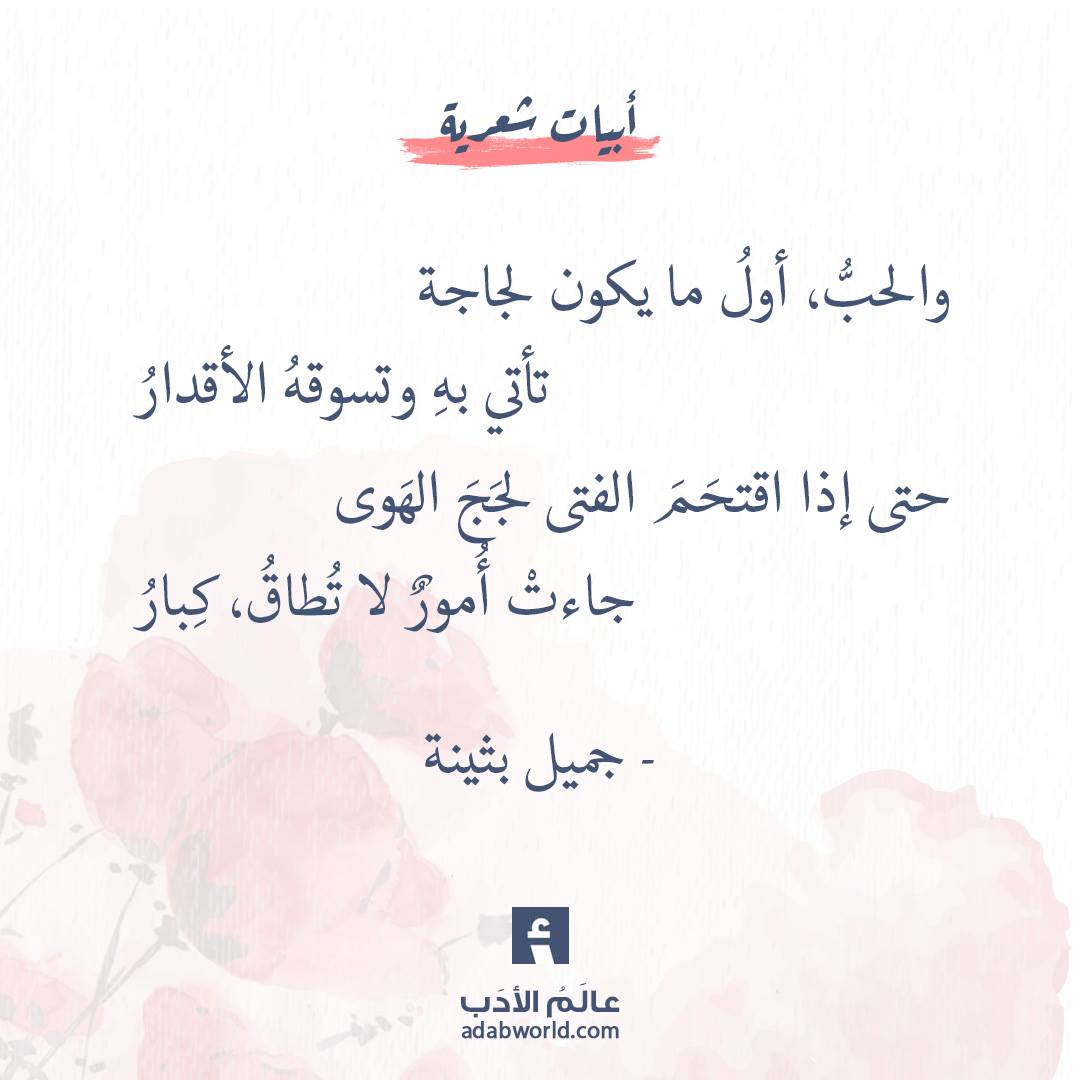 أبيات شعرية
والحبُّ، أولُ ما يكون لجاجة
تأتي بهِ وتسوقهُ الأقدارُ
حتى إذا اقتحَمَ الفتى لجَجَ الهَوى
جاءتْ أُمورٌ لا تُطاقُ، كِبارُ
- جميل بثينة
أ
عالَمُ الأدَب
adabworld.com